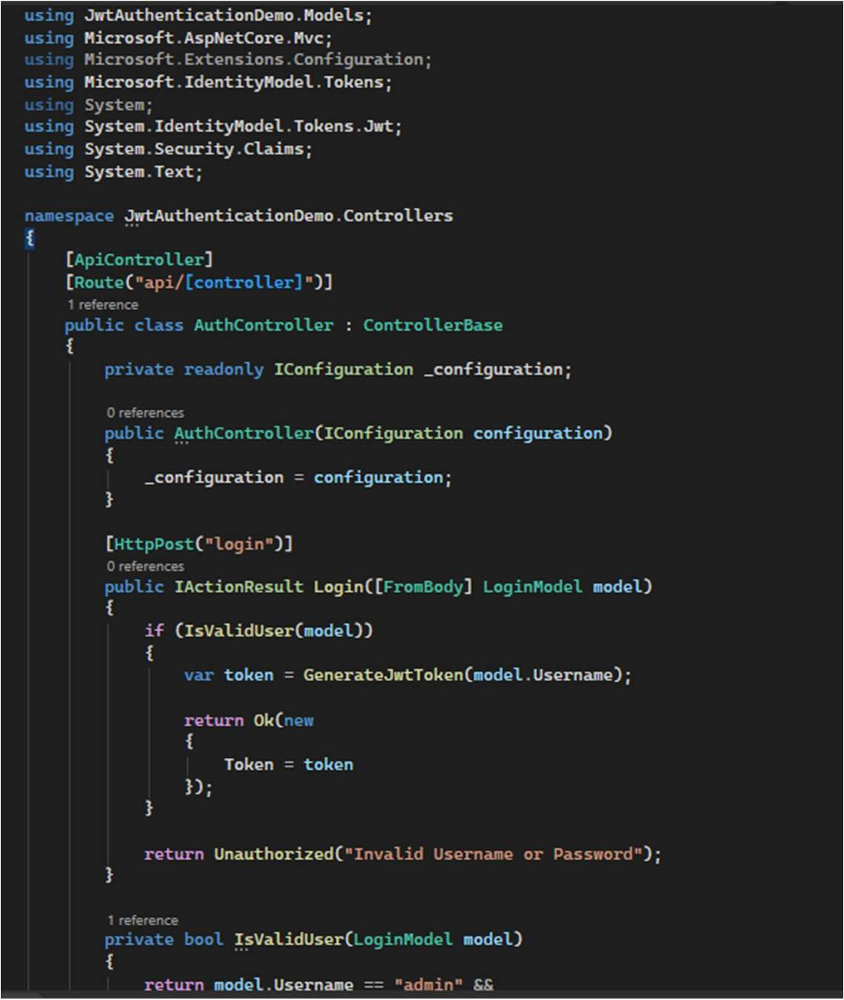 using JwtAuthenticationDemo.Models;
using Microsoft.AspNetCore.Mvc;
using Microsoft.Extensions.Configuration;
using Microsoft.IdentityModel.Tokens;
using System;
using System.IdentityModel.Tokens.Jwt;
using System.Security.Claims;
using System.Text;
namespace JwtAuthenticationDemo.Controllers
{
[ApiController]
[Route("api/[controller]")]
1 reference
public class AuthController : ControllerBase
{
private readonly IConfiguration _configuration;
0 references
public AuthController(IConfiguration configuration)
{
_configuration = configuration;
}
[HttpPost("login")]
0 references
public IActionResult Login([FromBody] LoginModel model)
{
if (IsValidUser(model))
{
var token = GenerateJwtToken(model.Username);
return Ok(new
{
Token = token
});
}
return Unauthorized("Invalid Username or Password");
}
1 reference
private bool IsValidUser(LoginModel model)
{
return model.Username == "admin" &&